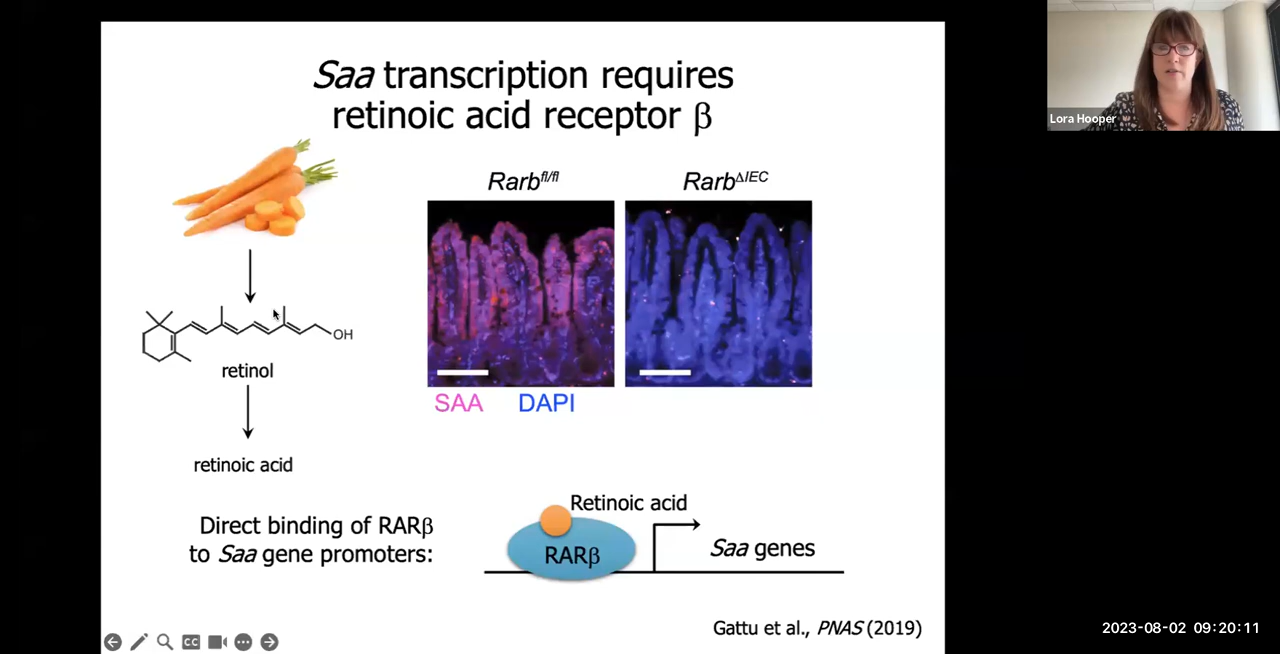 Saa transcription requires
retinoic acid receptor β
Lora Hooper
Rarbfl/fl
RarbΔIEC
OH
retinol
SAA
DAPI
retinoic acid
Direct binding of RARβ
to Saa gene promoters:
Retinoic acid
RARβ
Saa genes
Gattu et al., PNAS (2019)
CC
2023-08-02 09:20:11